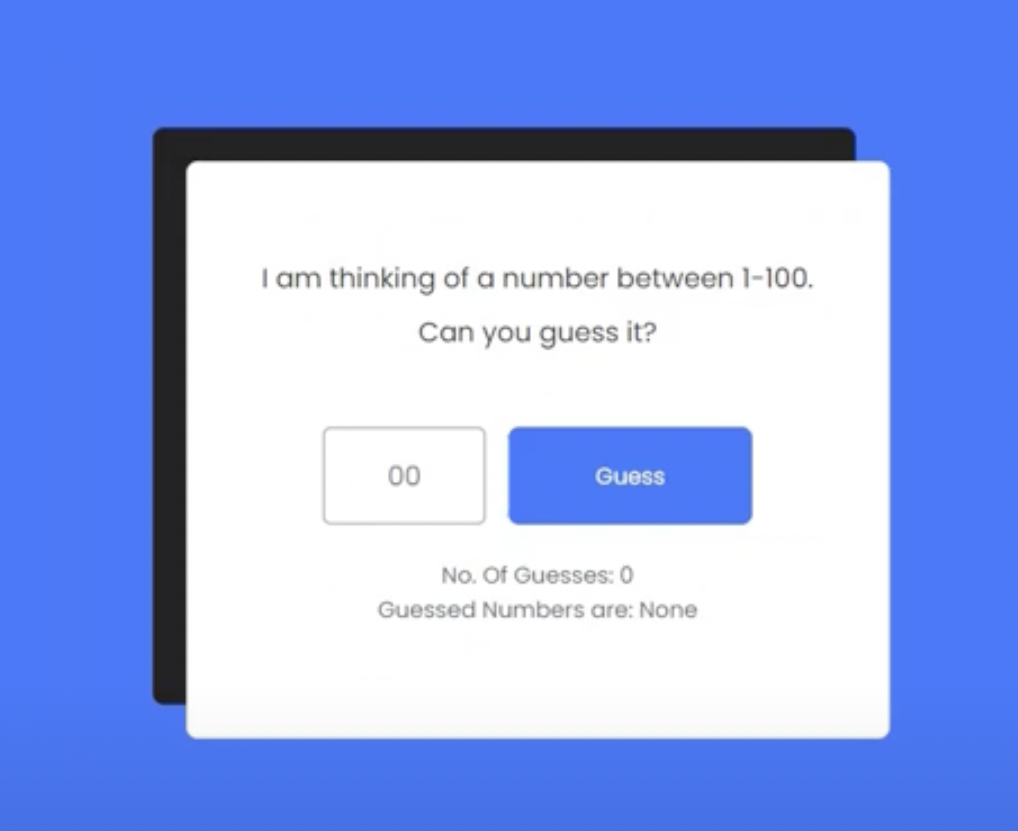 I am thinking of a number between 1-100.
Can you guess it?
00
Guess
No. Of Guesses: 0
Guessed Numbers are: None